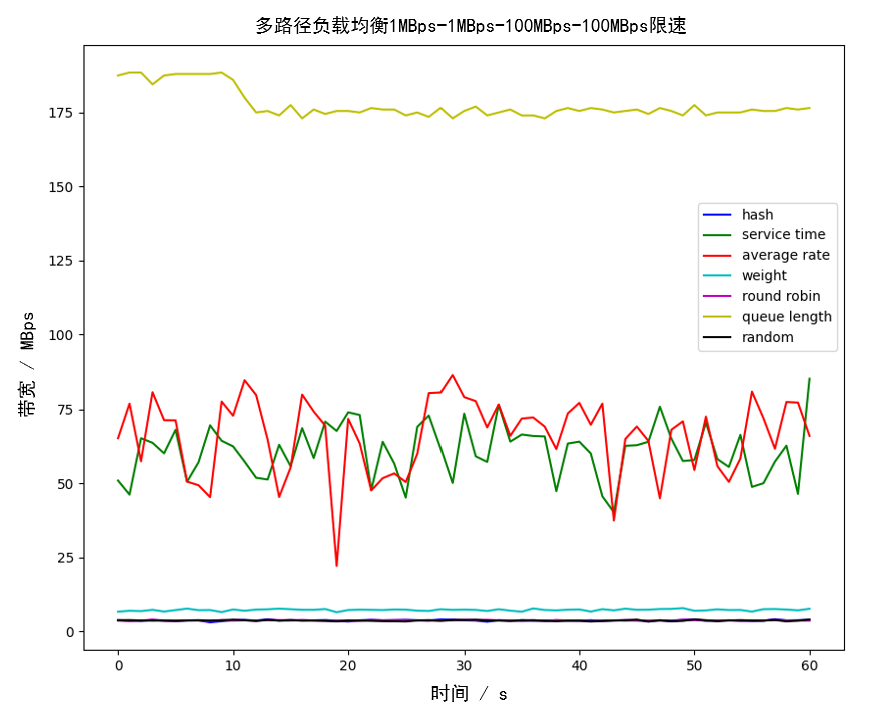 多路径负载均衡1MBps-1MBps-100MBps-100MBps限速
175
150
125
100
75
50
25
0
带宽 / MBps
hash
service time
average rate
weight
round robin
queue length
random
0 10 20 30 40 50 60
时间 / s